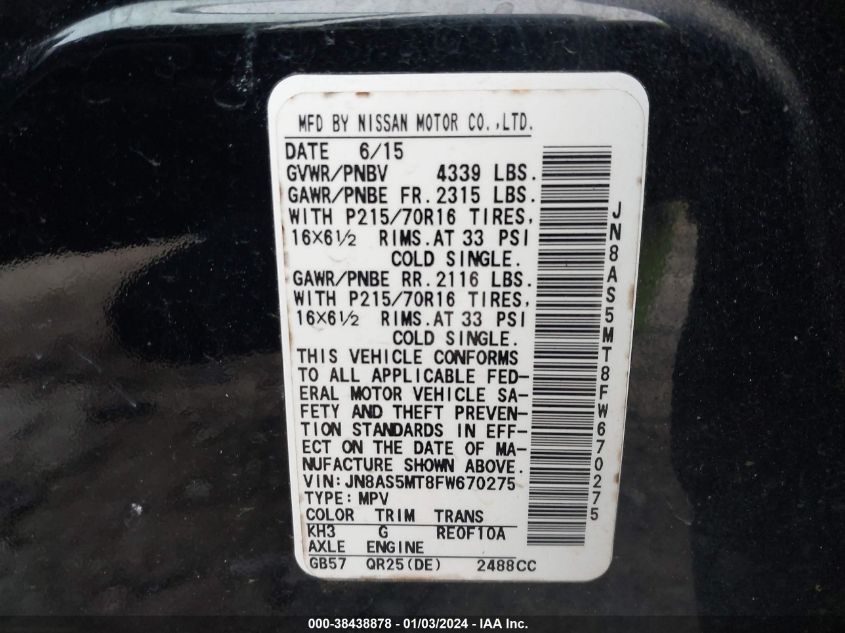 MFD BY NISSAN MOTOR CO.,LTD.
DATE 6/15
GVWR/PNBV 4339 LBS.
GAWR/PNBE FR. 2315 LBS.
WITH P215/70R16 TIRES,
16X6½ RIMS.AT 33 PSI
COLD SINGLE.
GAWR/PNBE RR. 2116 LBS.
WITH P215/70R16 TIRES,
16X6½ RIMS.AT 33 PSI
COLD SINGLE.
THIS VEHICLE CONFORMS
TO ALL APPLICABLE FED-
ERAL MOTOR VEHICLE SA-
FETY AND THEFT PREVEN-
TION STANDARDS IN EFF-
ECT ON THE DATE OF MA-
NUFACTURE SHOWN ABOVE.
VIN:JN8AS5MT8FW670275
TYPE:MPV
COLOR TRIM TRANS
KH3 G RE0F10A
AXLE ENGINE
GB57 QR25(DE) 2488CC
JN8AS5MT8FW670275
000-38438878 - 01/03/2024 - IAA Inc.